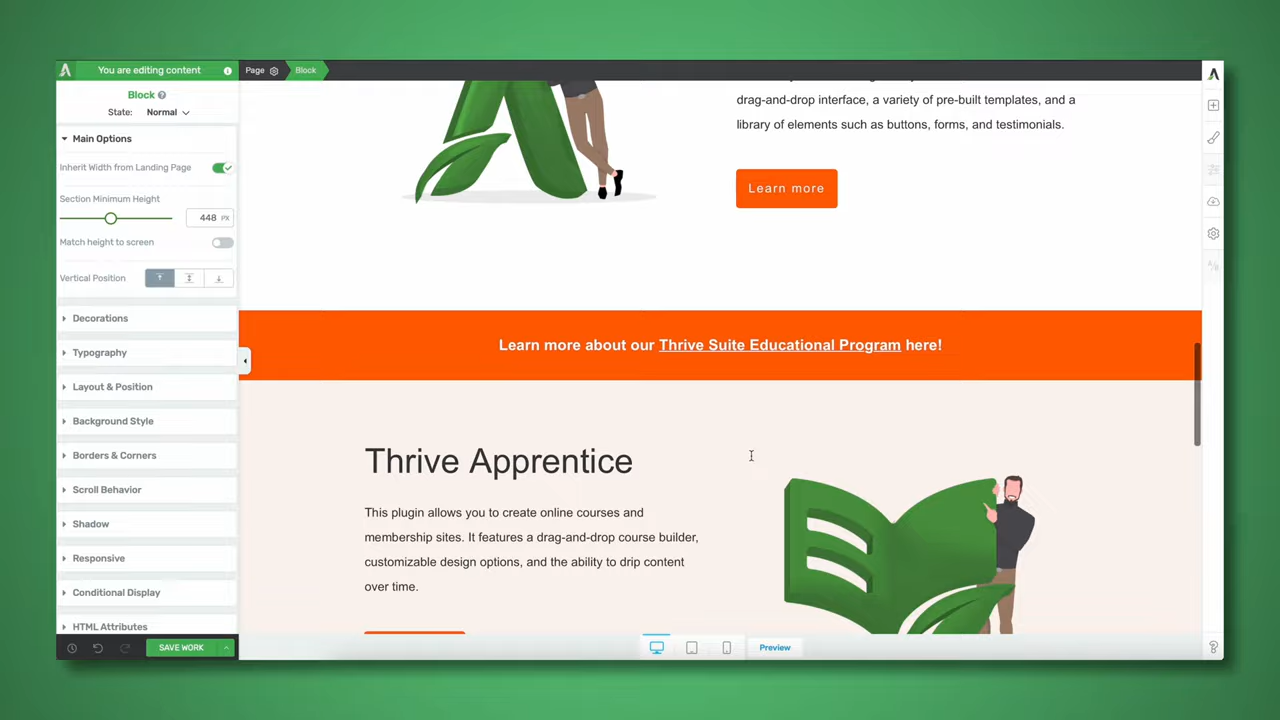 You are editing content
Page
Block
Block
State: Normal
Main Options
Inherit Width from Landing Page
Section Minimum Height
448 PX
Match height to screen
Vertical Position
Decorations
Typography
Layout & Position
Background Style
Borders & Corners
Scroll Behavior
Shadow
Responsive
Conditional Display
HTML Attributes
SAVE WORK
drag-and-drop interface, a variety of pre-built templates, and a
library of elements such as buttons, forms, and testimonials.
Learn more
Learn more about our Thrive Suite Educational Program here!
Thrive Apprentice
This plugin allows you to create online courses and
membership sites. It features a drag-and-drop course builder,
customizable design options, and the ability to drip content
over time.
Preview